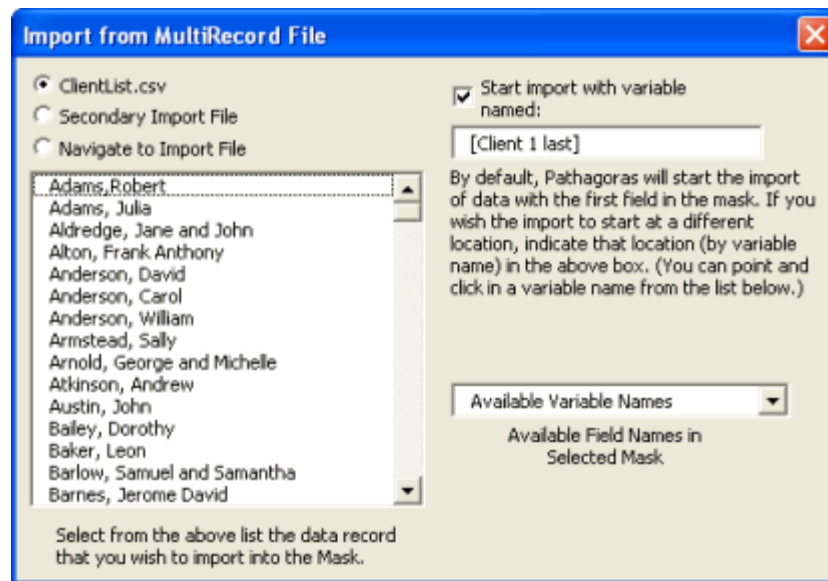 Import from MultiRecord File
ClientList.csv
Secondary Import File
Navigate to Import File
Adams,Robert
Adams, Julia
Aldredge, Jane and John
Alton, Frank Anthony
Anderson, David
Anderson, Carol
Anderson, William
Armstead, Sally
Arnold, George and Michelle
Atkinson, Andrew
Austin, John
Bailey, Dorothy
Baker, Leon
Barlow, Samuel and Samantha
Barnes, Jerome David
Select from the above list the data record
that you wish to import into the Mask.
Start import with variable
named:
[Client 1 last]
By default, Pathagoras will start the import
of data with the first field in the mask. If you
wish the import to start at a different
location, indicate that location (by variable
name) in the above box. (You can point and
click in a variable name from the list below.)
Available Variable Names
Available Field Names in
Selected Mask